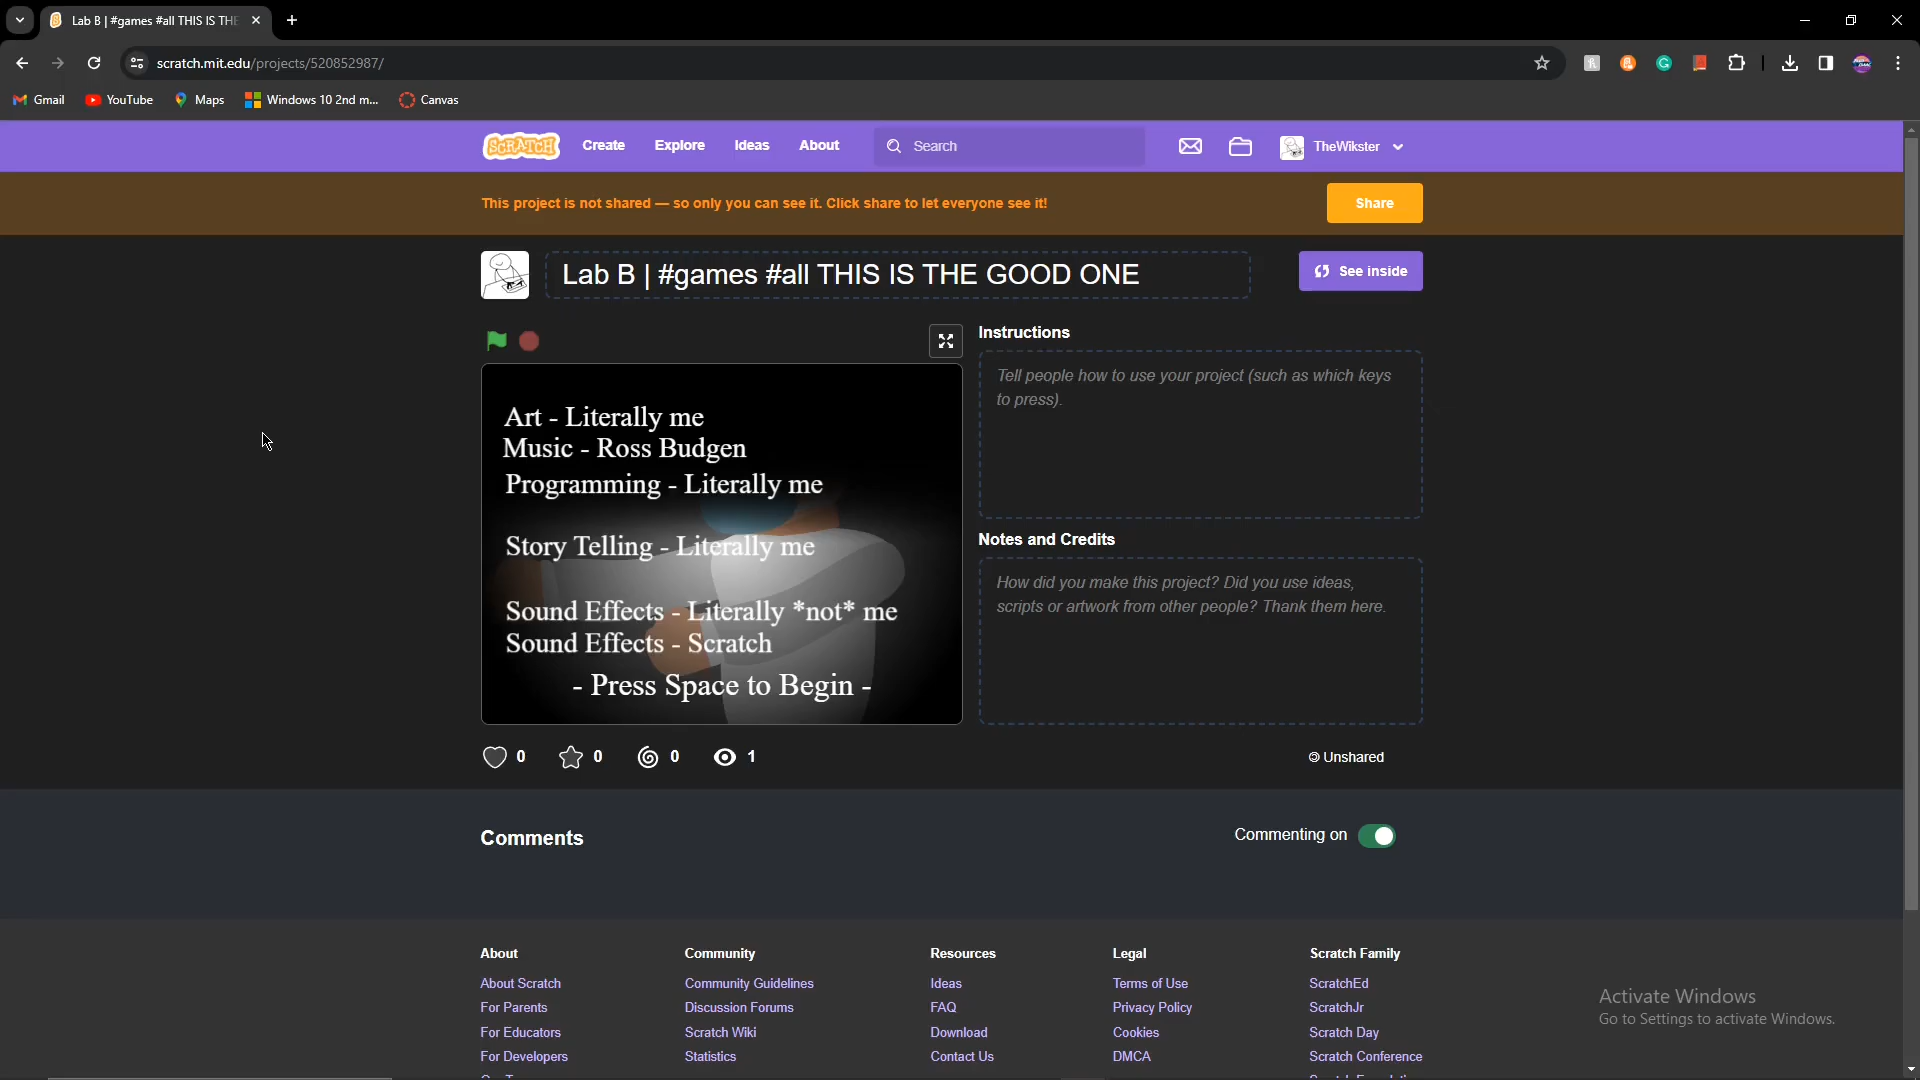 Lab B | #games #all THIS IS THE
scratch.mit.edu/projects/520852987/
Gmail YouTube Maps Windows 10 2nd m... Canvas
SCRATCH Create Explore Ideas About Search TheWikster
This project is not shared — so only you can see it. Click share to let everyone see it! Share
Lab B | #games #all THIS IS THE GOOD ONE See inside
Art - Literally me
Music - Ross Budgen
Programming - Literally me
Story Telling - Literally me
Sound Effects - Literally *not* me
Sound Effects - Scratch
- Press Space to Begin -
Instructions
Tell people how to use your project (such as which keys
to press).
Notes and Credits
How did you make this project? Did you use ideas,
scripts or artwork from other people? Thank them here.
0 0 0 1 Unshared
Comments Commenting on
About Community Resources Legal Scratch Family
About Scratch Community Guidelines Ideas Terms of Use ScratchEd
For Parents Discussion Forums FAQ Privacy Policy ScratchJr
For Educators Scratch Wiki Download Cookies Scratch Day
For Developers Statistics Contact Us DMCA Scratch Conference
Activate Windows
Go to Settings to activate Windows.